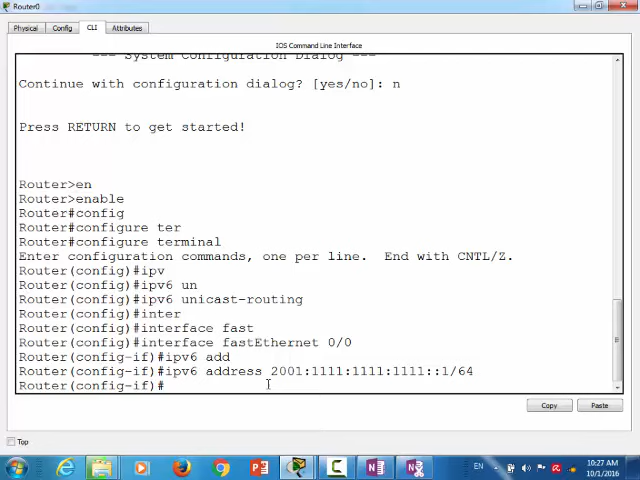 Router0
Physical Config CLI Attributes
IOS Command Line Interface
--- System Configuration Dialog ---
Continue with configuration dialog? [yes/no]: n
Press RETURN to get started!
Router>en
Router>enable
Router#config
Router#configure ter
Router#configure terminal
Enter configuration commands, one per line.  End with CNTL/Z.
Router(config)#ipv
Router(config)#ipv6 un
Router(config)#ipv6 unicast-routing
Router(config)#inter
Router(config)#interface fast
Router(config)#interface fastEthernet 0/0
Router(config-if)#ipv6 add
Router(config-if)#ipv6 address 2001:1111:1111:1111::1/64
Router(config-if)#
Copy Paste
Top
EN
10:27 AM
10/1/2016